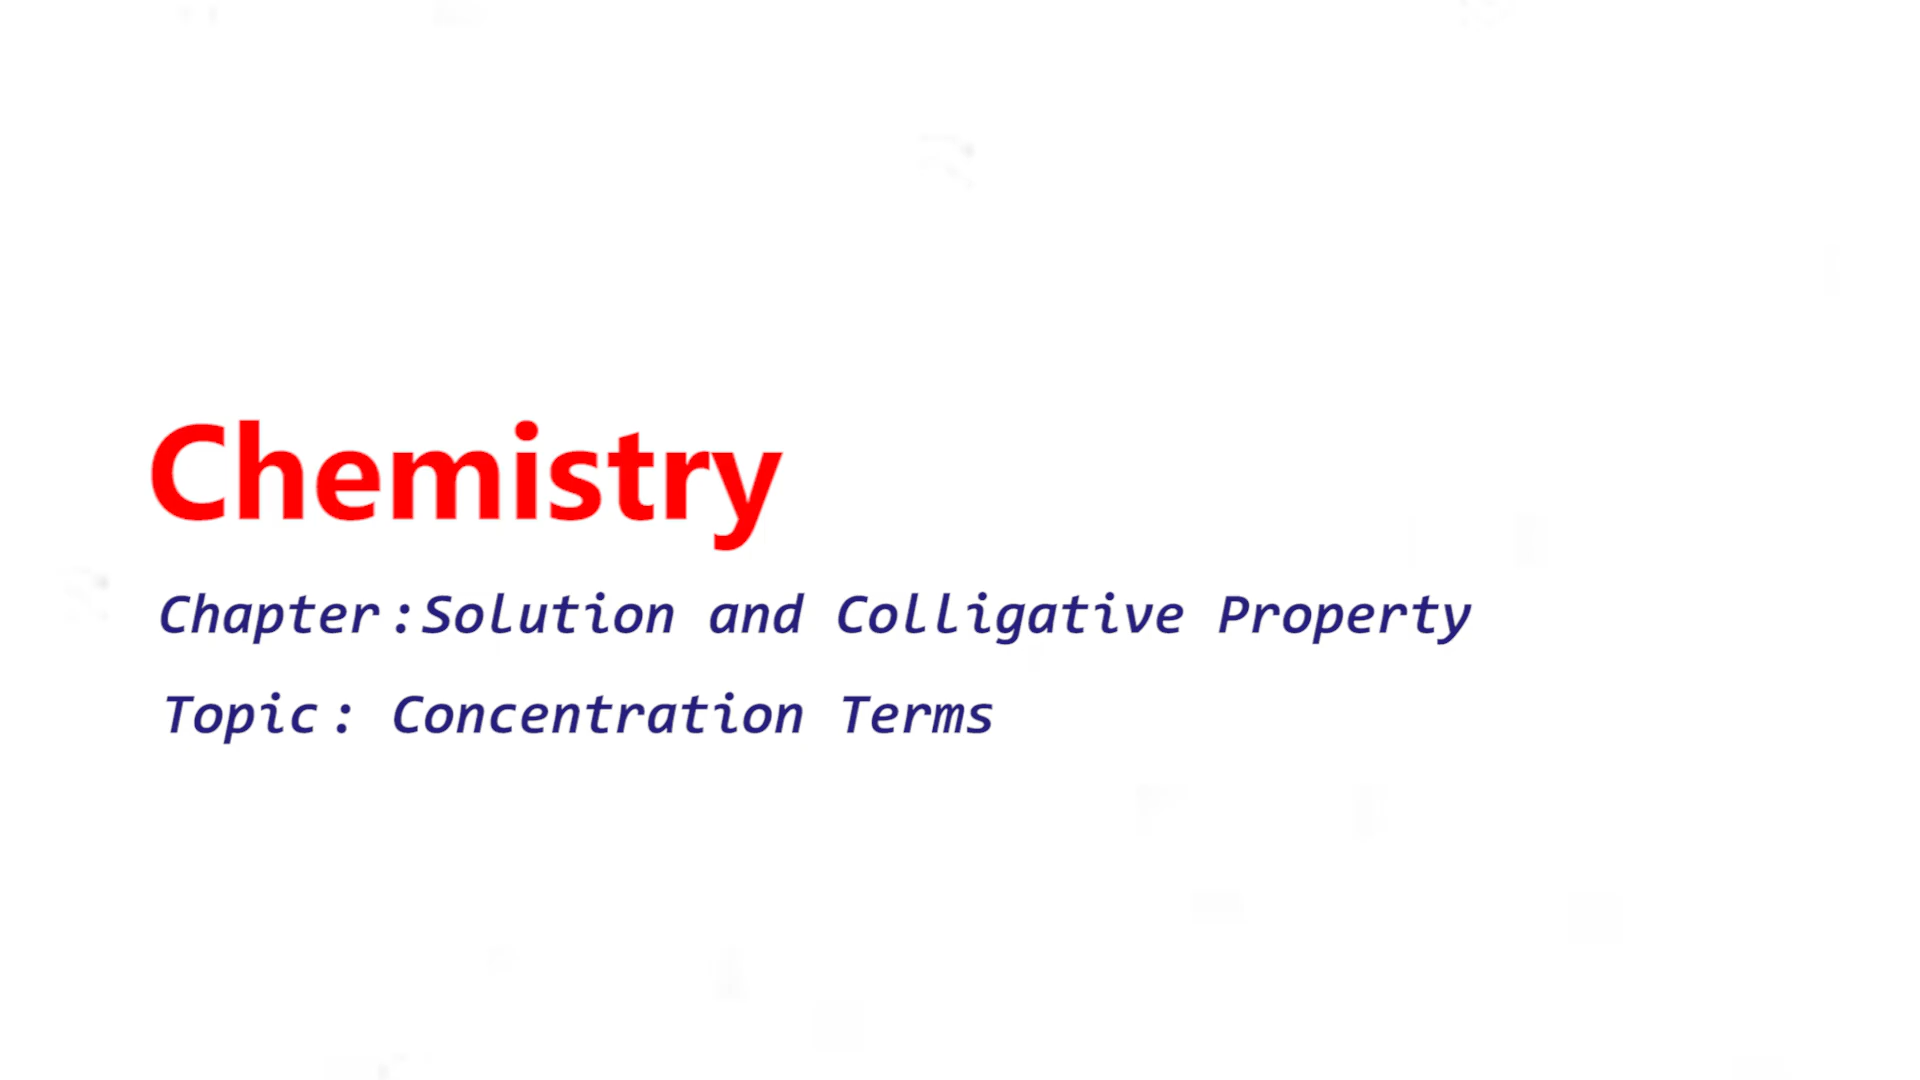 Chemistry
Chapter:Solution and Colligative Property
Topic: Concentration Terms